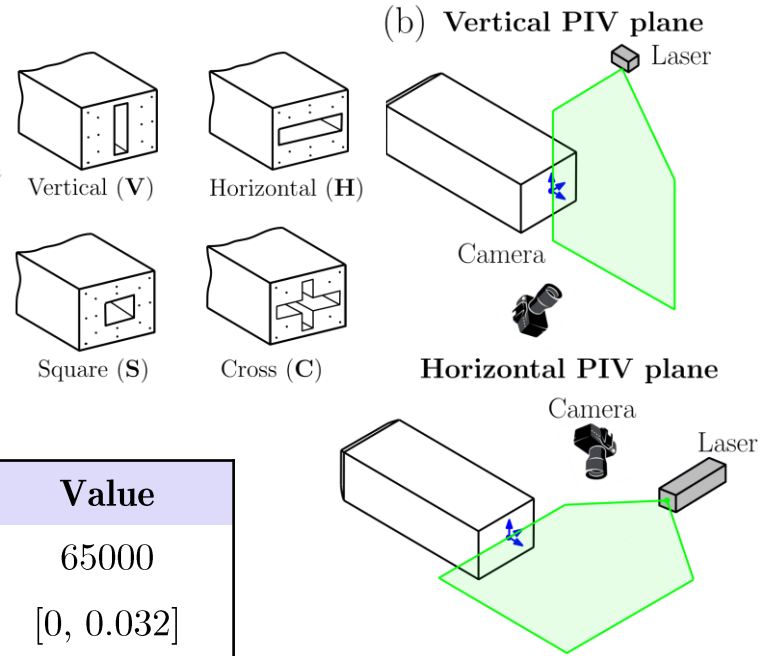 Vertical (V)
Horizontal (H)
Square (S)
Cross (C)
Value
65000
[0, 0.032]
(b) Vertical PIV plane
Laser
Camera
Horizontal PIV plane
Camera
Laser